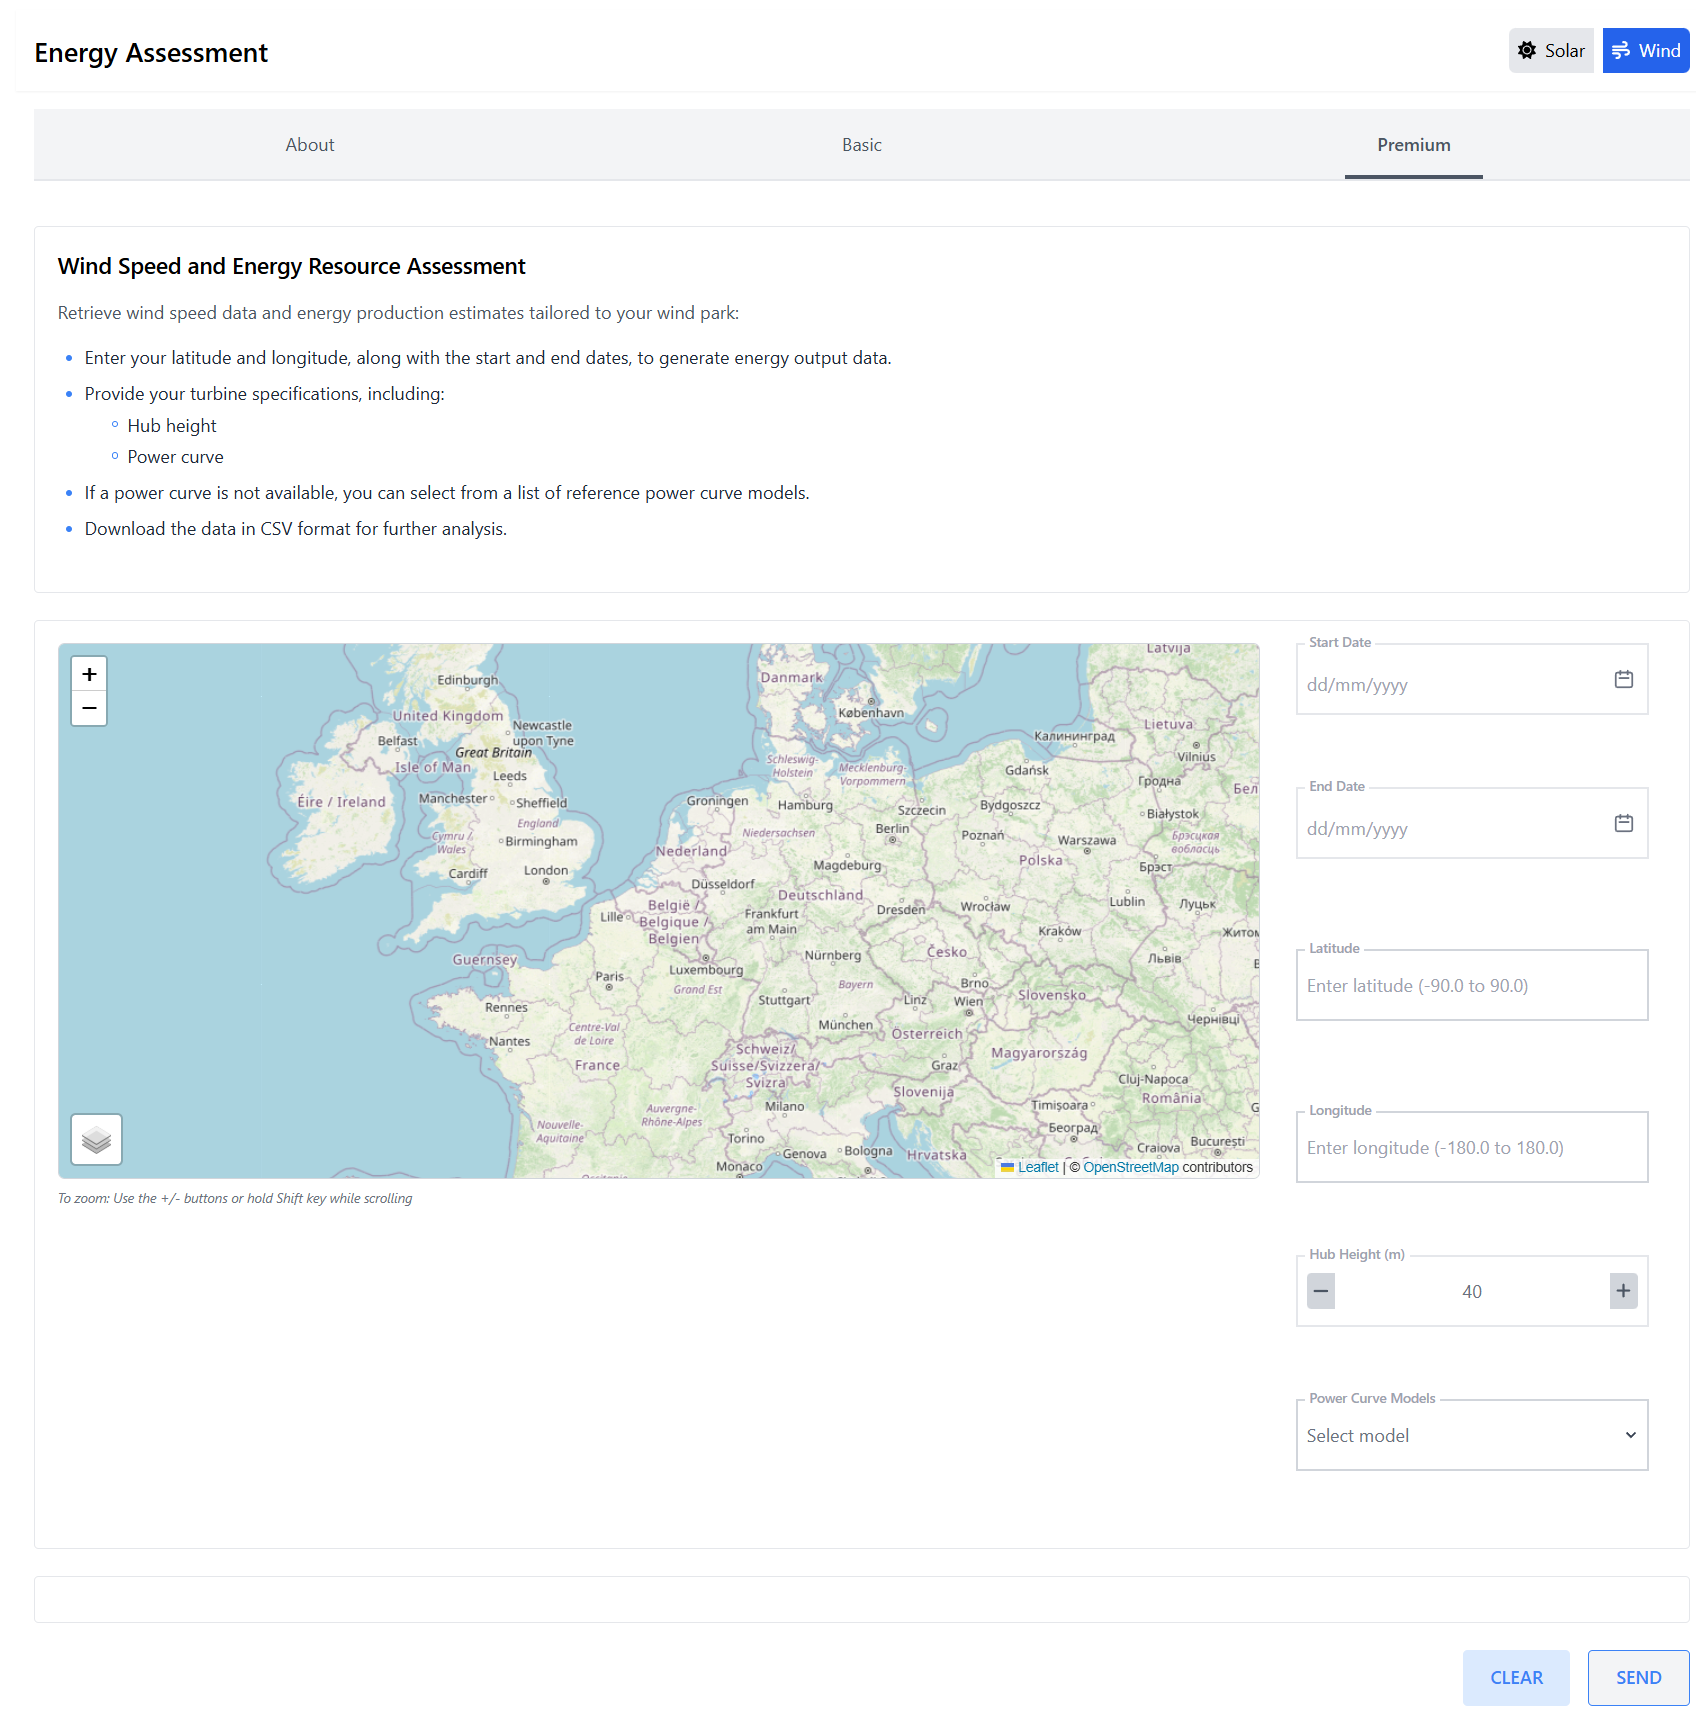 Energy Assessment
Solar
Wind
About
Basic
Premium
Wind Speed and Energy Resource Assessment
Retrieve wind speed data and energy production estimates tailored to your wind park:
Enter your latitude and longitude, along with the start and end dates, to generate energy output data.
Provide your turbine specifications, including:
Hub height
Power curve
If a power curve is not available, you can select from a list of reference power curve models.
Download the data in CSV format for further analysis.
+
−
Edinburgh
United Kingdom
Newcastle
upon Tyne
Belfast
Great Britain
Isle of Man
Leeds
Éire / Ireland
Manchester
Sheffield
England
Cymru /
Wales
Birmingham
Cardiff
London
Guernsey
Latvija
Danmark
København
Lietuva
Калининград
Vilnius
Schleswig-
Holstein
Mecklenburg-
Vorpommern
Gdańsk
Гродна
Groningen
Hamburg
Szczecin
Bydgoszcz
Białystok
Niedersachsen
Berlin
Poznań
Warszawa
Брэсцкая
вобласць
Nederland
Magdeburg
Polska
Брэст
Düsseldorf
Deutschland
België /
Belgique /
Belgien
Lille
Frankfurt
am Main
Dresden
Wrocław
Lublin
Луцьк
Kraków
Nürnberg
Česko
Львів
Luxembourg
Paris
Grand Est
Bayern
Brno
Stuttgart
Linz
Wien
Slovensko
Rennes
München
Чернівці
Centre-Val
de Loire
Nantes
Österreich
Schweiz/
Suisse/Svizzera/
Svizra
Magyarország
France
Graz
Cluj-Napoca
Slovenija
România
Milano
Timișoara
Auvergne-
Rhône-Alpes
Nouvelle-
Aquitaine
Torino
Београд
Genova
Bologna
Hrvatska
Craiova
București
Monaco
Leaflet | © OpenStreetMap contributors
To zoom: Use the +/- buttons or hold Shift key while scrolling
Start Date
dd/mm/yyyy
End Date
dd/mm/yyyy
Latitude
Enter latitude (-90.0 to 90.0)
Longitude
Enter longitude (-180.0 to 180.0)
Hub Height (m)
− 40 +
Power Curve Models
Select model
CLEAR
SEND